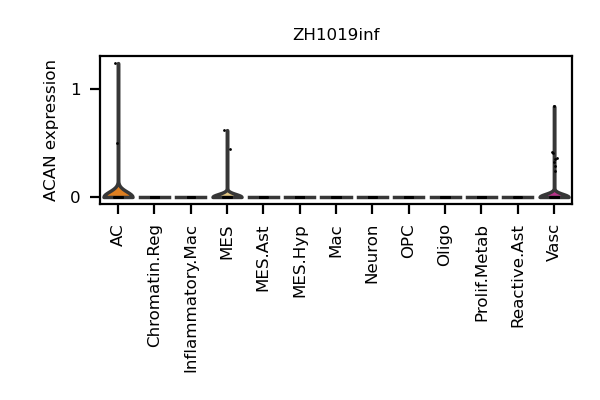 ZH1019inf
ACAN expression
1
0
AC
Chromatin.Reg
Inflammatory.Mac
MES
MES.Ast
MES.Hyp
Mac
Neuron
OPC
Oligo
Prolif.Metab
Reactive.Ast
Vasc